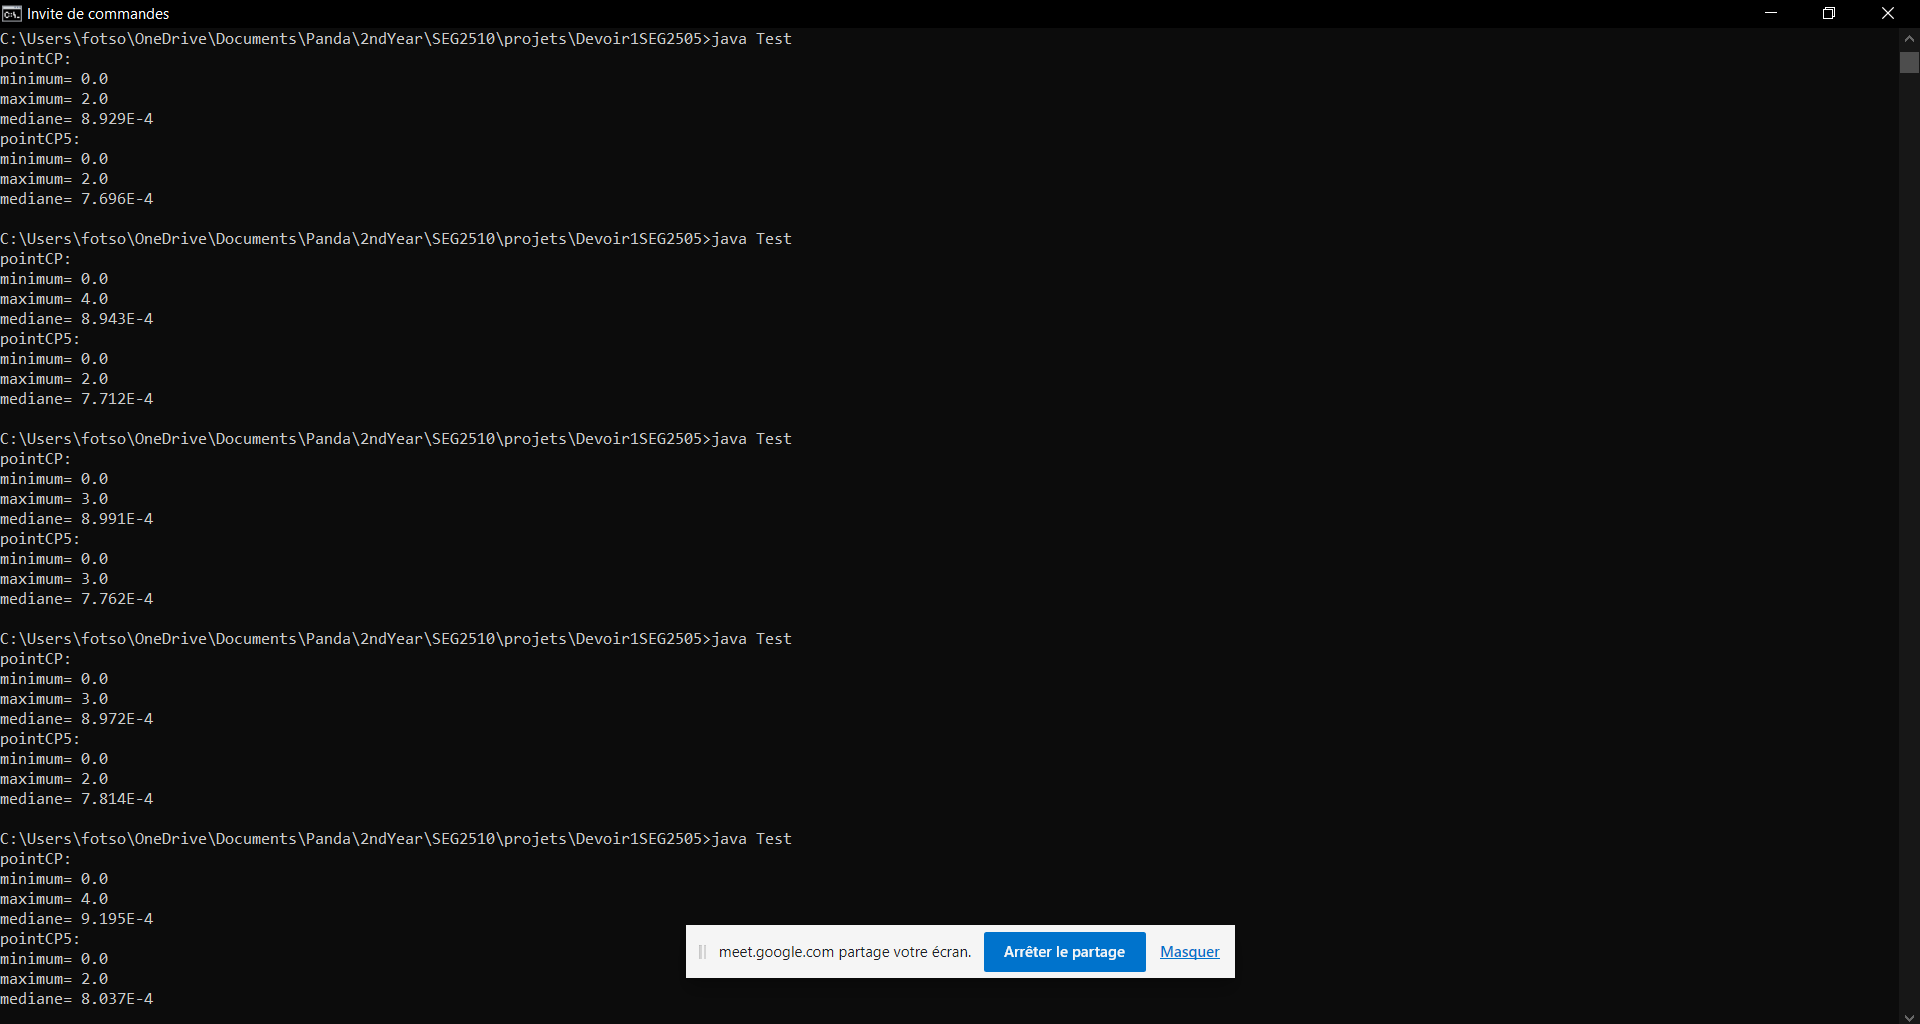 Invite de commandes
C:\Users\fotso\OneDrive\Documents\Panda\2ndYear\SEG2510\projets\Devoir1SEG2505>java Test
pointCP:
minimum= 0.0
maximum= 2.0
mediane= 8.929E-4
pointCP5:
minimum= 0.0
maximum= 2.0
mediane= 7.696E-4
C:\Users\fotso\OneDrive\Documents\Panda\2ndYear\SEG2510\projets\Devoir1SEG2505>java Test
pointCP:
minimum= 0.0
maximum= 4.0
mediane= 8.943E-4
pointCP5:
minimum= 0.0
maximum= 2.0
mediane= 7.712E-4
C:\Users\fotso\OneDrive\Documents\Panda\2ndYear\SEG2510\projets\Devoir1SEG2505>java Test
pointCP:
minimum= 0.0
maximum= 3.0
mediane= 8.991E-4
pointCP5:
minimum= 0.0
maximum= 3.0
mediane= 7.762E-4
C:\Users\fotso\OneDrive\Documents\Panda\2ndYear\SEG2510\projets\Devoir1SEG2505>java Test
pointCP:
minimum= 0.0
maximum= 3.0
mediane= 8.972E-4
pointCP5:
minimum= 0.0
maximum= 2.0
mediane= 7.814E-4
C:\Users\fotso\OneDrive\Documents\Panda\2ndYear\SEG2510\projets\Devoir1SEG2505>java Test
pointCP:
minimum= 0.0
maximum= 4.0
mediane= 9.195E-4
pointCP5:
minimum= 0.0
maximum= 2.0
mediane= 8.037E-4
meet.google.com partage votre écran. Arrêter le partage Masquer